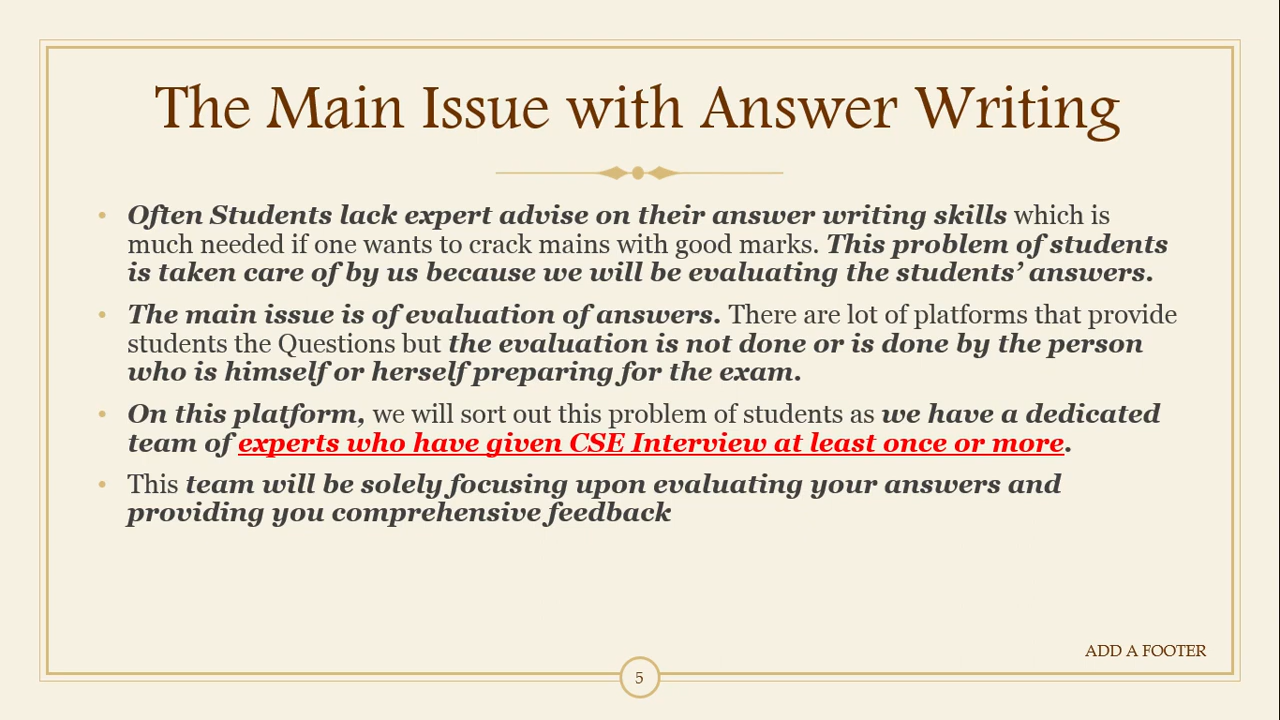 The Main Issue with Answer Writing
• Often Students lack expert advise on their answer writing skills which is
much needed if one wants to crack mains with good marks. This problem of students
is taken care of by us because we will be evaluating the students’ answers.
• The main issue is of evaluation of answers. There are lot of platforms that provide
students the Questions but the evaluation is not done or is done by the person
who is himself or herself preparing for the exam.
• On this platform, we will sort out this problem of students as we have a dedicated
team of experts who have given CSE Interview at least once or more.
• This team will be solely focusing upon evaluating your answers and
providing you comprehensive feedback
ADD A FOOTER
5